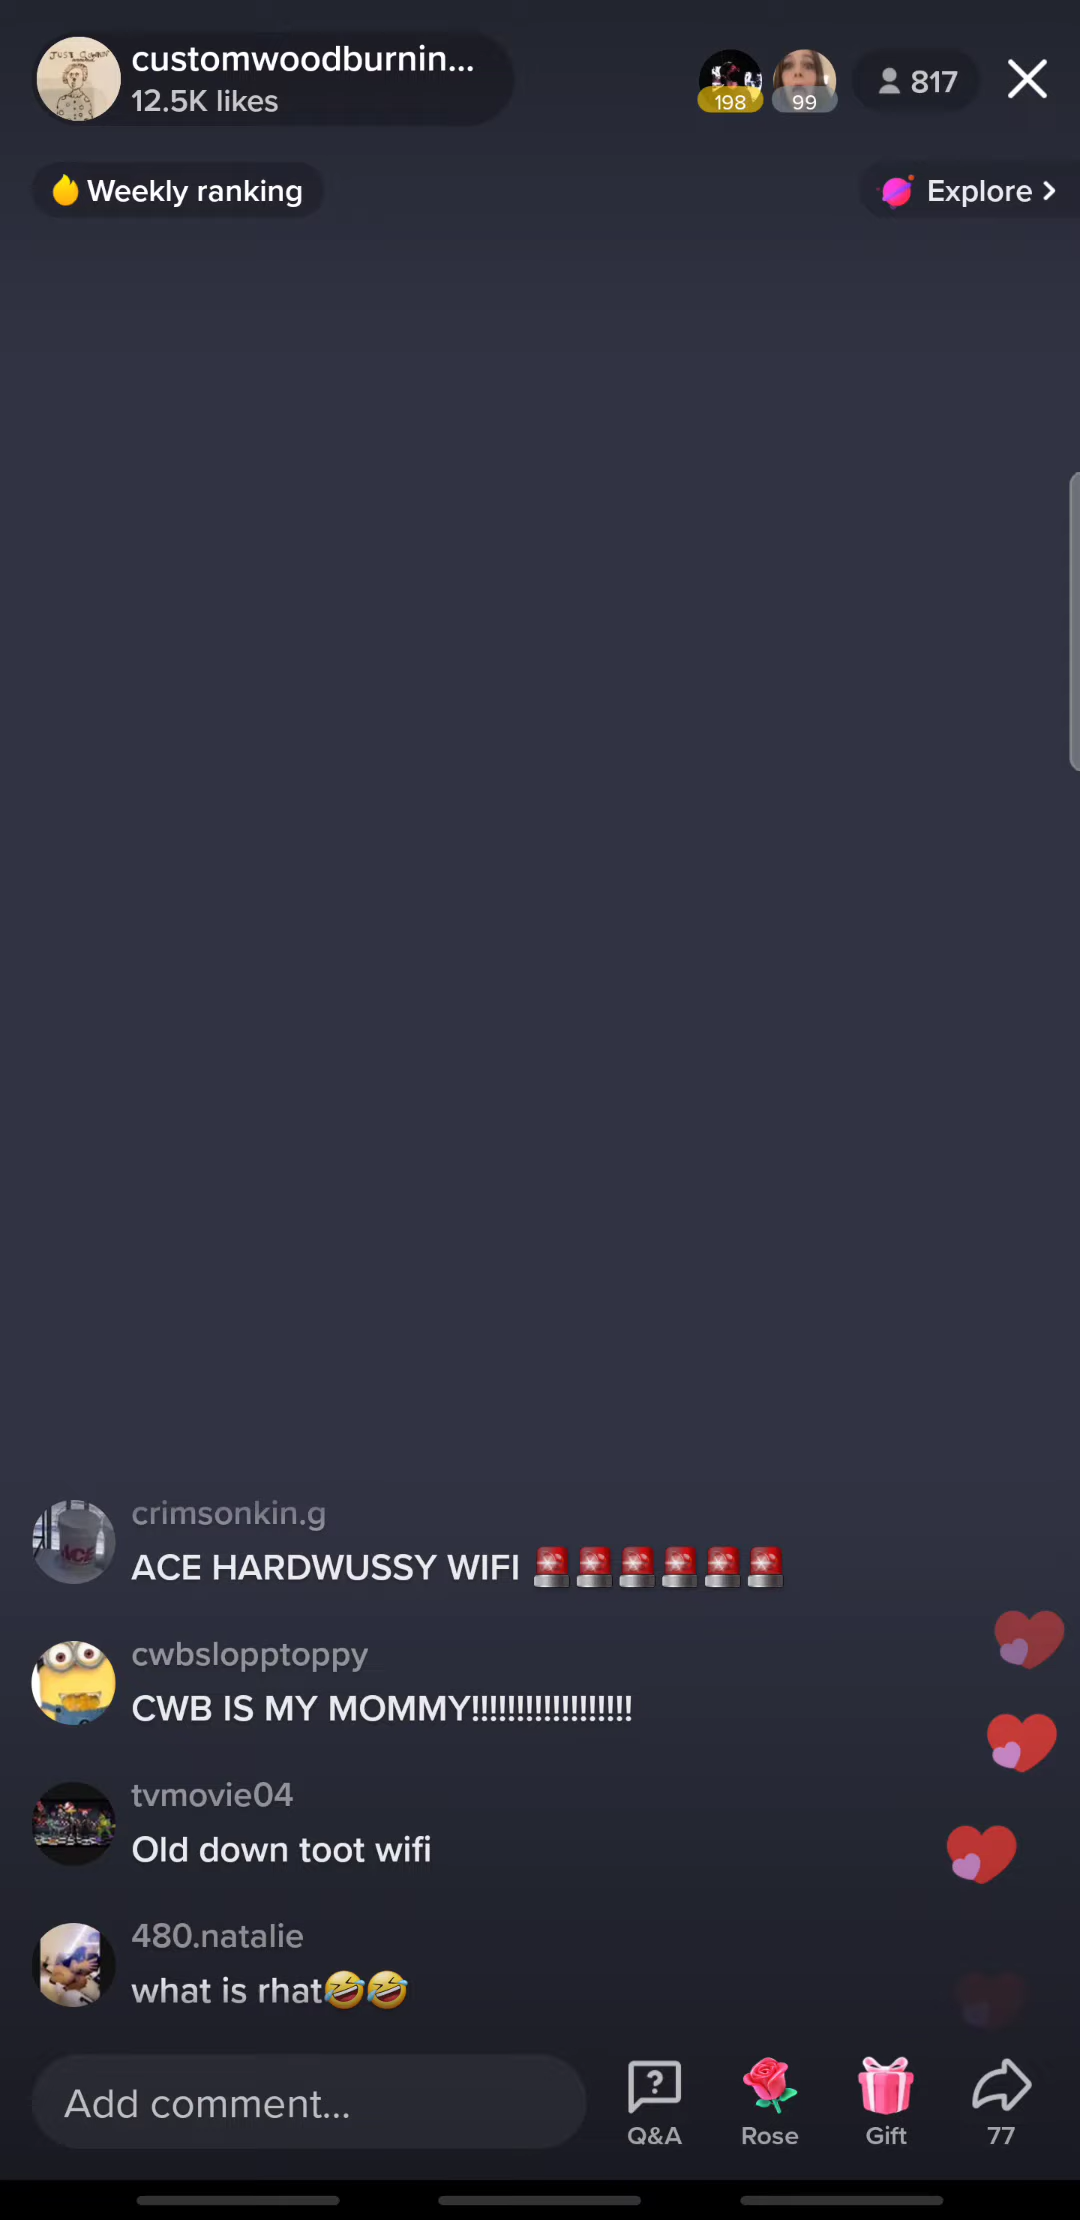 customwoodburnin...
12.5K likes
198
99
817
Weekly ranking
Explore
crimsonkin.g
ACE HARDWUSSY WIFI 🚨🚨🚨🚨🚨🚨
cwbslopptoppy
CWB IS MY MOMMY!!!!!!!!!!!!!!!!!!
tvmovie04
Old down toot wifi
480.natalie
what is rhat🤣🤣
Add comment...
Q&A
Rose
Gift
77